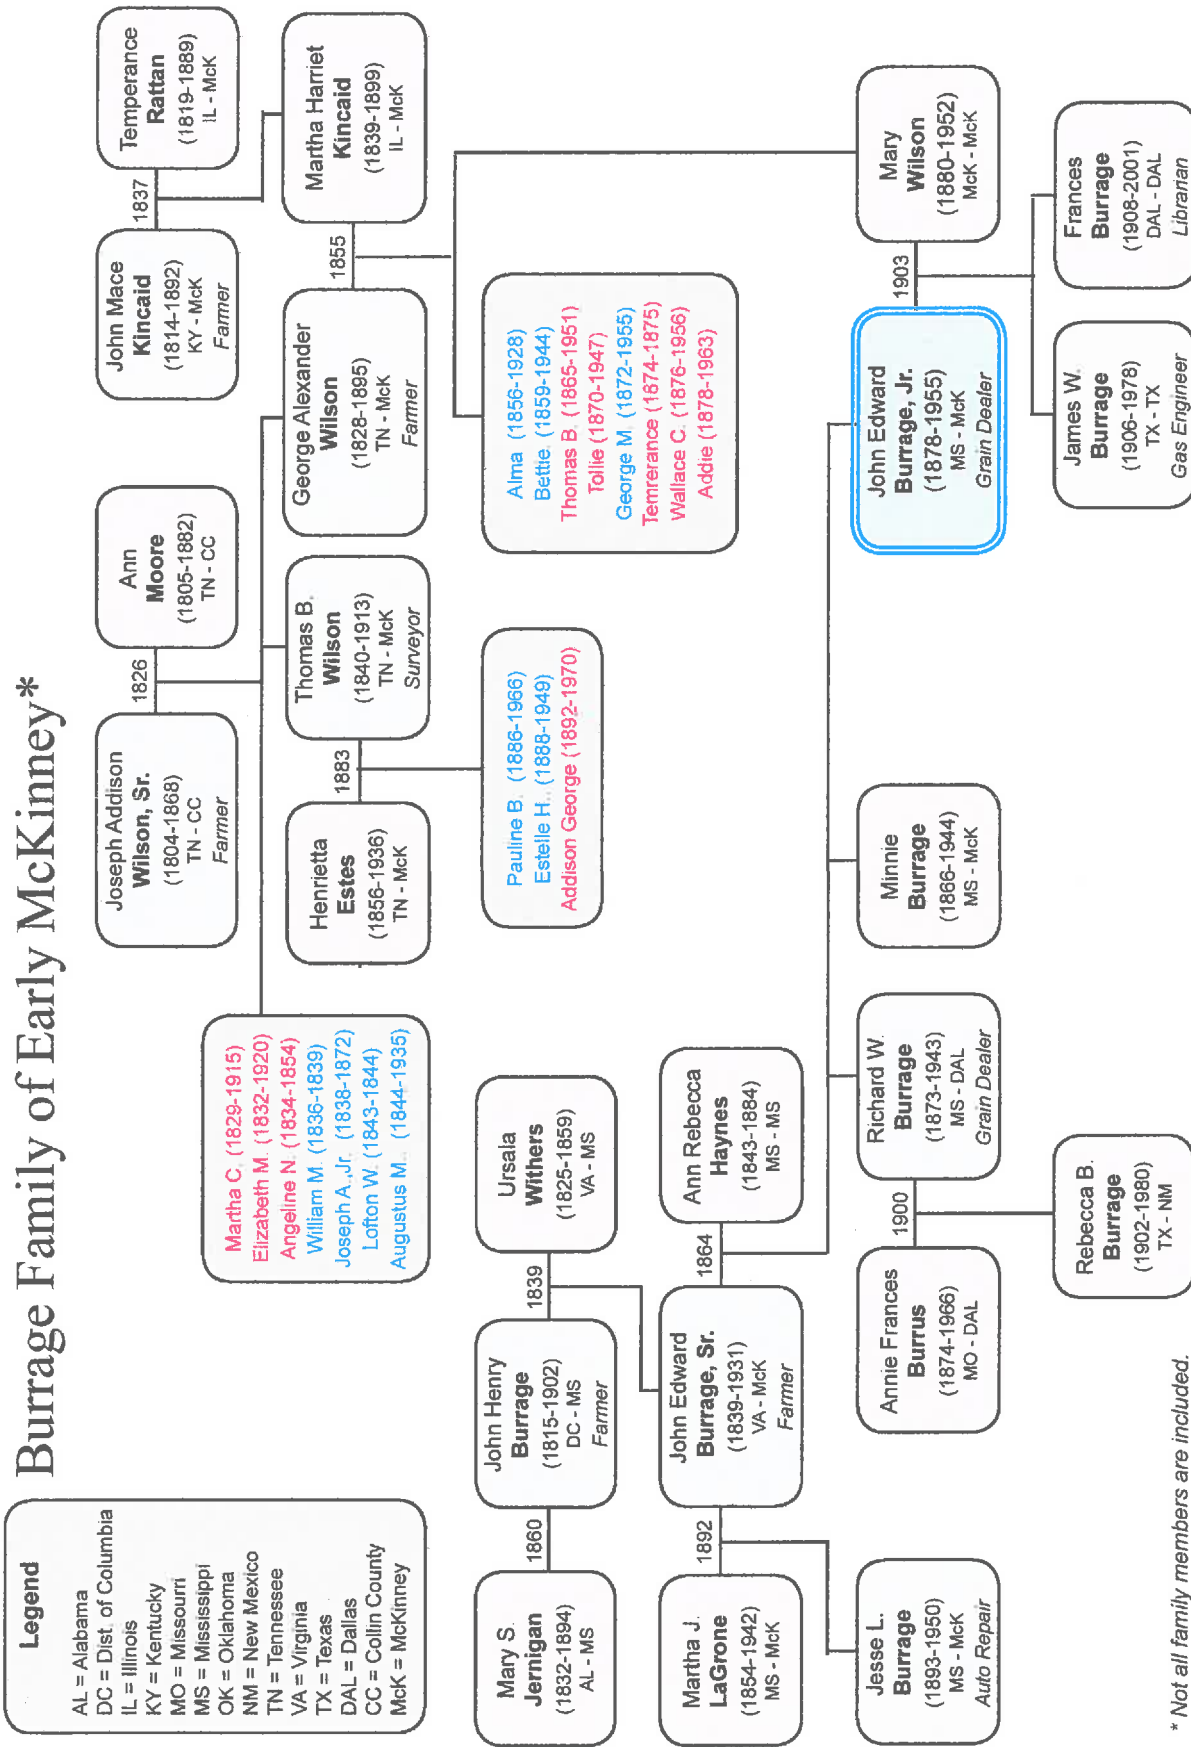 Burrage Family of Early McKinney*
Legend
AL = Alabama
DC = Dist. of Columbia
IL = Illinois
KY = Kentucky
MO = Missourri
MS = Mississippi
OK = Oklahoma
NM = New Mexico
TN = Tennessee
VA = Virginia
TX = Texas
DAL = Dallas
CC = Collin County
McK = McKinney
Joseph Addison
Wilson, Sr.
(1804-1868)
TN - CC
Farmer
1826
Ann
Moore
(1805-1882)
TN - CC
John Mace
Kincaid
(1814-1892)
KY - McK
Farmer
1837
Temperance
Rattan
(1819-1889)
IL - McK
Martha C. (1829-1915)
Elizabeth M. (1832-1920)
Angeline N. (1834-1854)
William M. (1836-1839)
Joseph A.,Jr. (1838-1872)
Lofton W. (1843-1844)
Augustus M. (1844-1935)
Henrietta
Estes
(1856-1936)
TN - McK
1883
Thomas B.
Wilson
(1840-1913)
TN - McK
Surveyor
George Alexander
Wilson
(1828-1895)
TN - McK
Farmer
1855
Martha Harriet
Kincaid
(1839-1899)
IL - McK
Pauline B. (1886-1966)
Estelle H. (1888-1949)
Addison George (1892-1970)
Alma (1856-1928)
Bettie (1859-1944)
Thomas B. (1865-1951)
Tollie (1870-1947)
George M. (1872-1955)
Temrerance (1874-1875)
Wallace C. (1876-1956)
Addie (1878-1963)
Mary S.
Jernigan
(1832-1894)
AL - MS
1860
John Henry
Burrage
(1815-1902)
DC - MS
Farmer
1839
Ursala
Withers
(1825-1859)
VA - MS
Martha J.
LaGrone
(1854-1942)
MS - McK
1892
John Edward
Burrage, Sr.
(1839-1931)
VA - McK
Farmer
1864
Ann Rebecca
Haynes
(1843-1884)
MS - MS
Jesse L.
Burrage
(1893-1950)
MS - McK
Auto Repair
Annie Frances
Burrus
(1874-1966)
MO - DAL
1900
Richard W.
Burrage
(1873-1943)
MS - DAL
Grain Dealer
Minnie
Burrage
(1866-1944)
MS - McK
John Edward
Burrage, Jr.
(1878-1955)
MS - McK
Grain Dealer
1903
Mary
Wilson
(1880-1952)
McK - McK
Rebecca B.
Burrage
(1902-1980)
TX - NM
James W.
Burrage
(1906-1978)
TX - TX
Gas Engineer
Frances
Burrage
(1908-2001)
DAL - DAL
Librarian
* Not all family members are included.